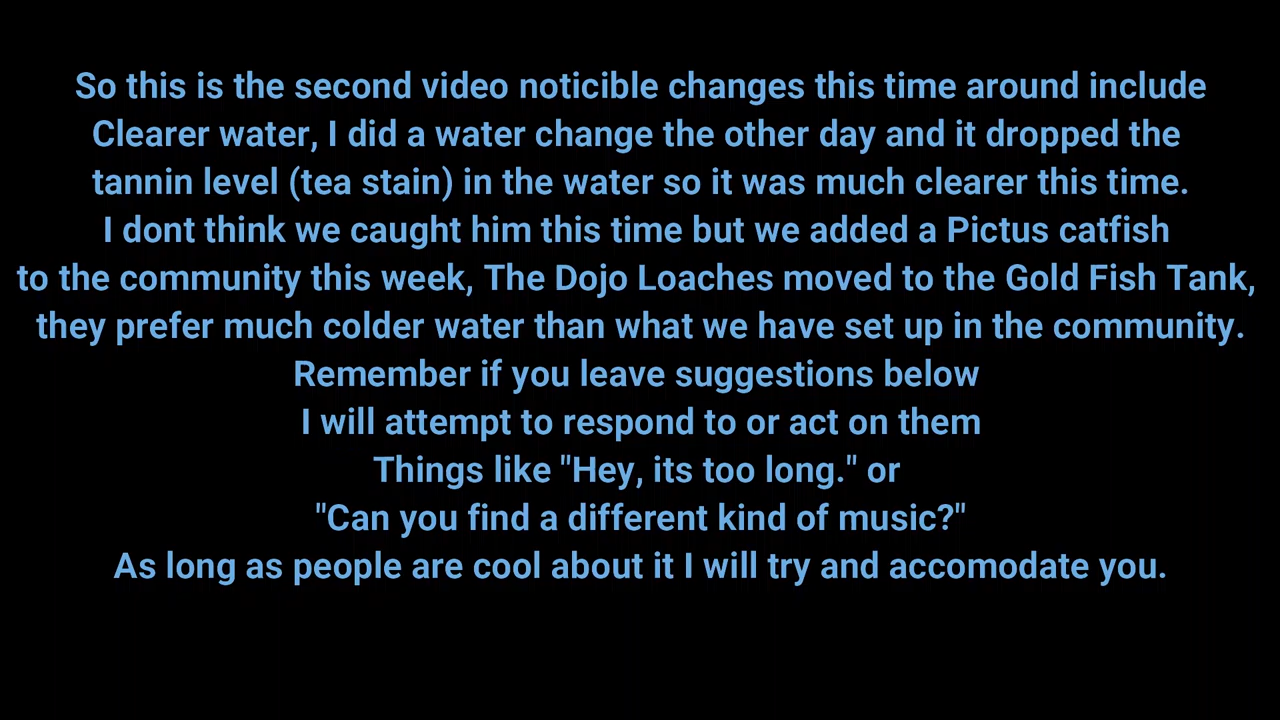 So this is the second video noticible changes this time around include
Clearer water, I did a water change the other day and it dropped the
tannin level (tea stain) in the water so it was much clearer this time.
I dont think we caught him this time but we added a Pictus catfish
to the community this week, The Dojo Loaches moved to the Gold Fish Tank,
they prefer much colder water than what we have set up in the community.
Remember if you leave suggestions below
I will attempt to respond to or act on them
Things like "Hey, its too long." or
"Can you find a different kind of music?"
As long as people are cool about it I will try and accomodate you.